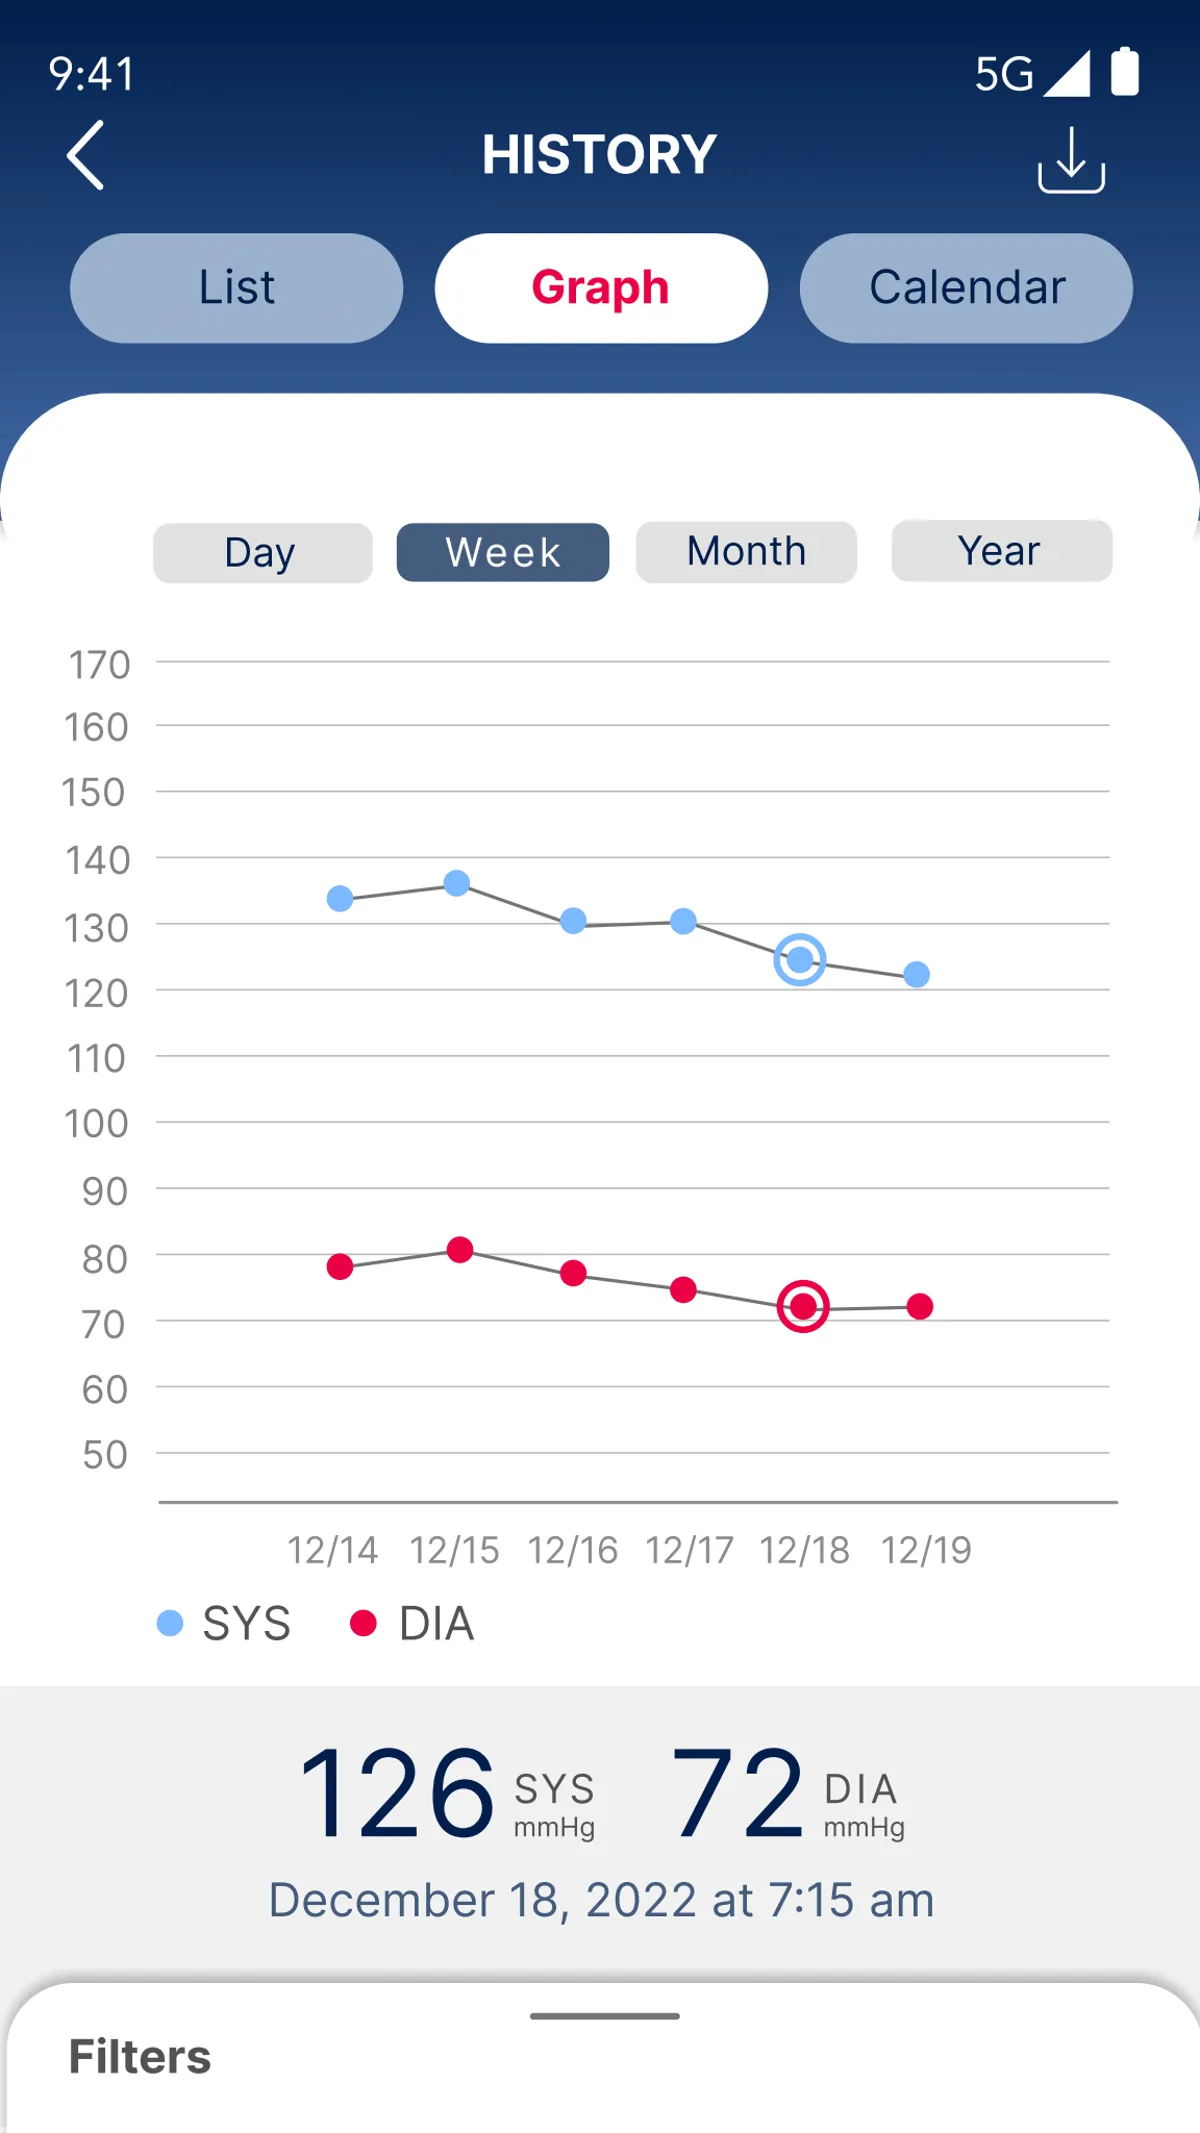 9:41 5G
HISTORY
List Graph Calendar
Day Week Month Year
170
160
150
140
130
120
110
100
90
80
70
60
50
12/14 12/15 12/16 12/17 12/18 12/19
SYS DIA
126 SYS mmHg 72 DIA mmHg
December 18, 2022 at 7:15 am
Filters